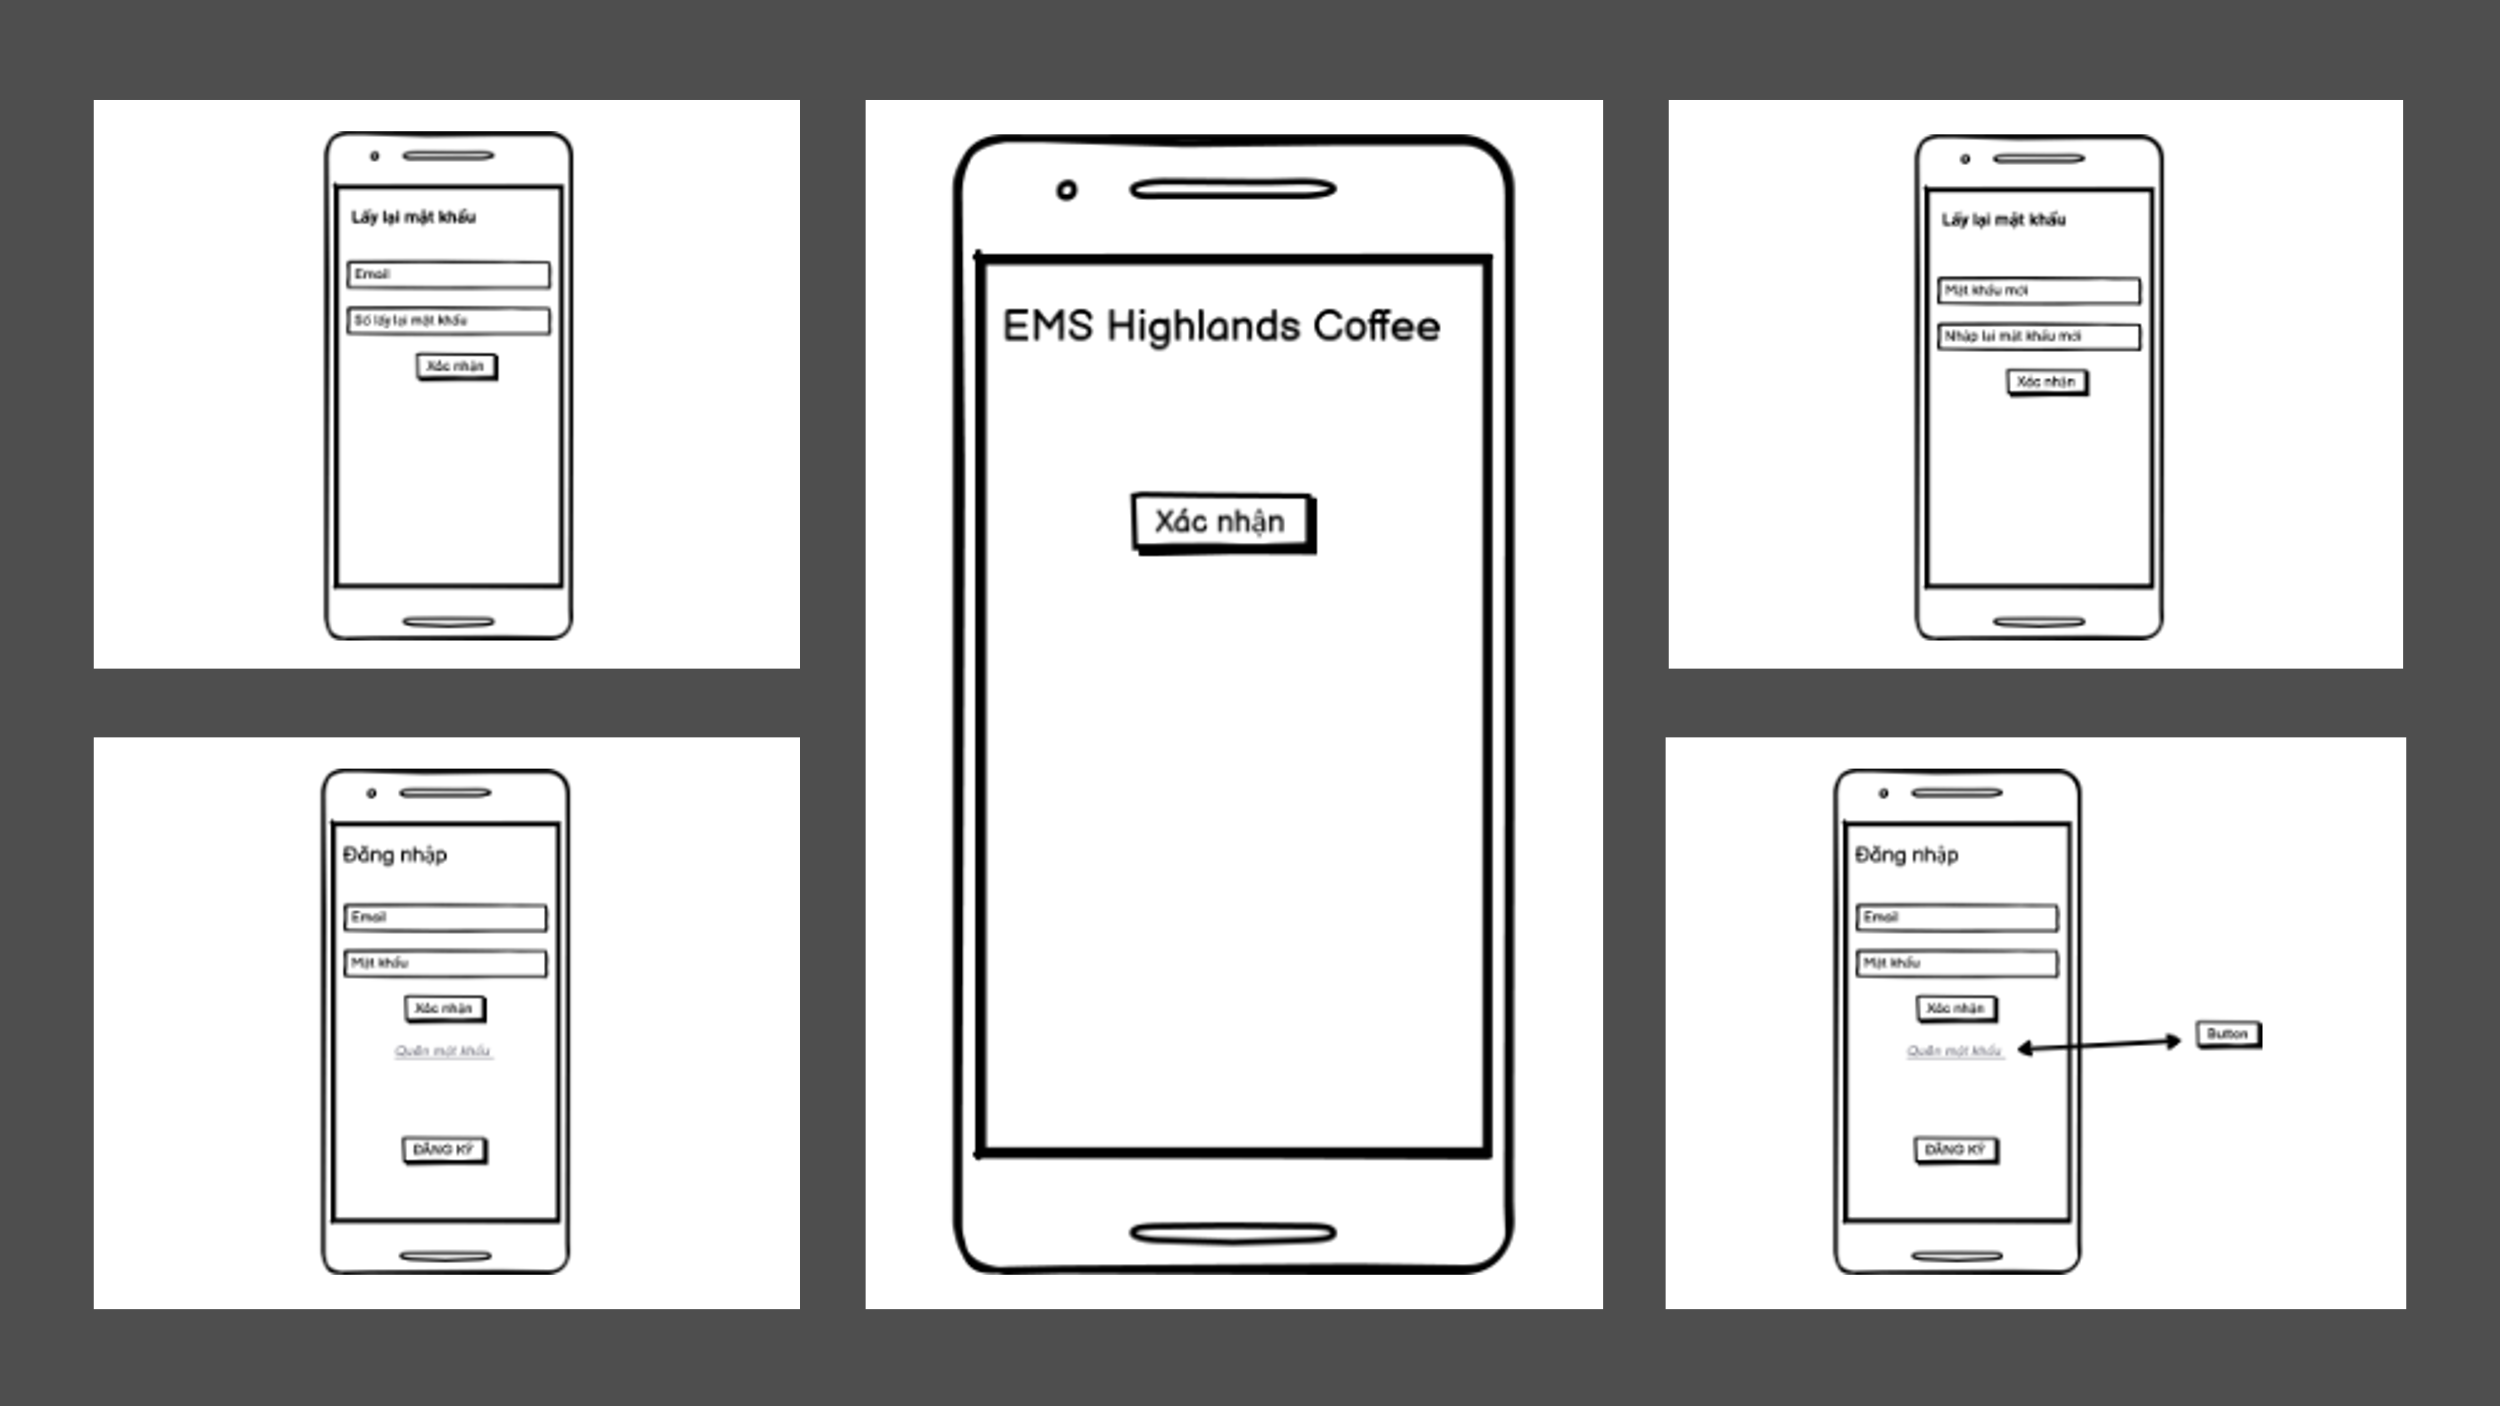 Lấy lại mật khẩu
Email
Số lấy lại mật khẩu
Xác nhận
EMS Highlands Coffee
Xác nhận
Lấy lại mật khẩu
Mật khẩu mới
Nhập lại mật khẩu mới
Xác nhận
Đăng nhập
Email
Mật khẩu
Xác nhận
Quên mật khẩu
ĐĂNG KÝ
Đăng nhập
Email
Mật khẩu
Xác nhận
Quên mật khẩu
Button
ĐĂNG KÝ